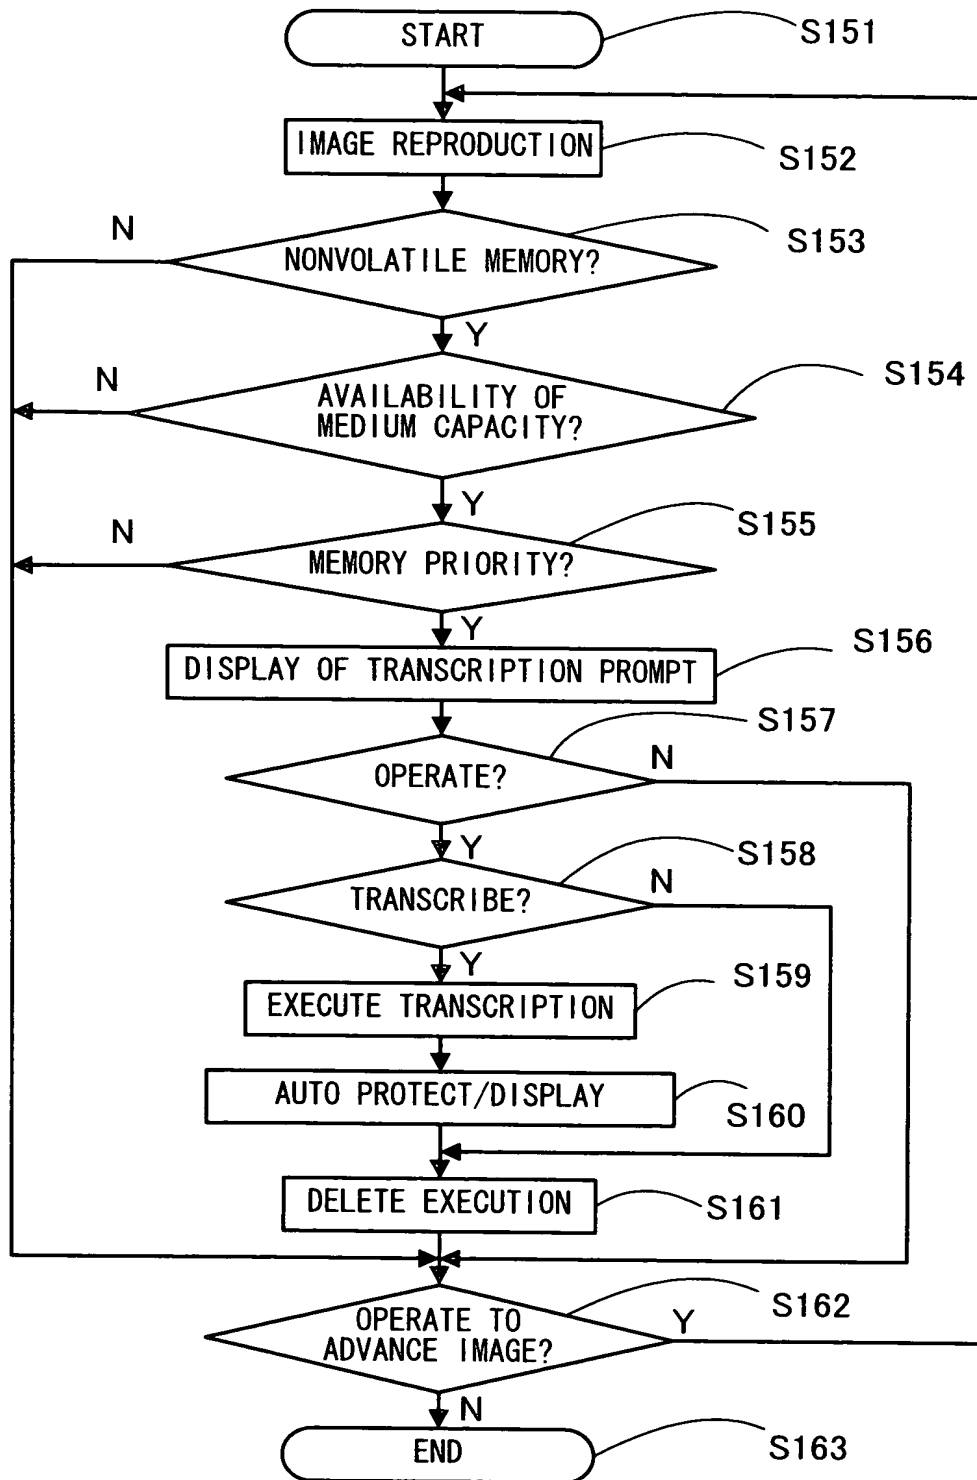 START
S151
IMAGE REPRODUCTION
S152
N
NONVOLATILE MEMORY?
S153
Y
N
AVAILABILITY OF
MEDIUM CAPACITY?
S154
Y
N
MEMORY PRIORITY?
S155
Y
DISPLAY OF TRANSCRIPTION PROMPT
S156
OPERATE?
S157
N
Y
TRANSCRIBE?
S158
N
Y
EXECUTE TRANSCRIPTION
S159
AUTO PROTECT/DISPLAY
S160
DELETE EXECUTION
S161
OPERATE TO
ADVANCE IMAGE?
S162
Y
N
END
S163